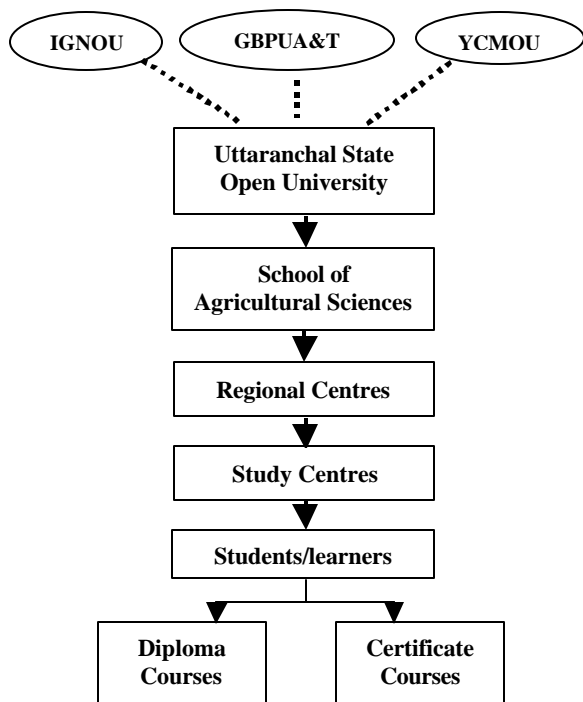 IGNOU
GBPUA&T
YCMOU
Uttaranchal State
Open University
School of
Agricultural Sciences
Regional Centres
Study Centres
Students/learners
Diploma
Courses
Certificate
Courses